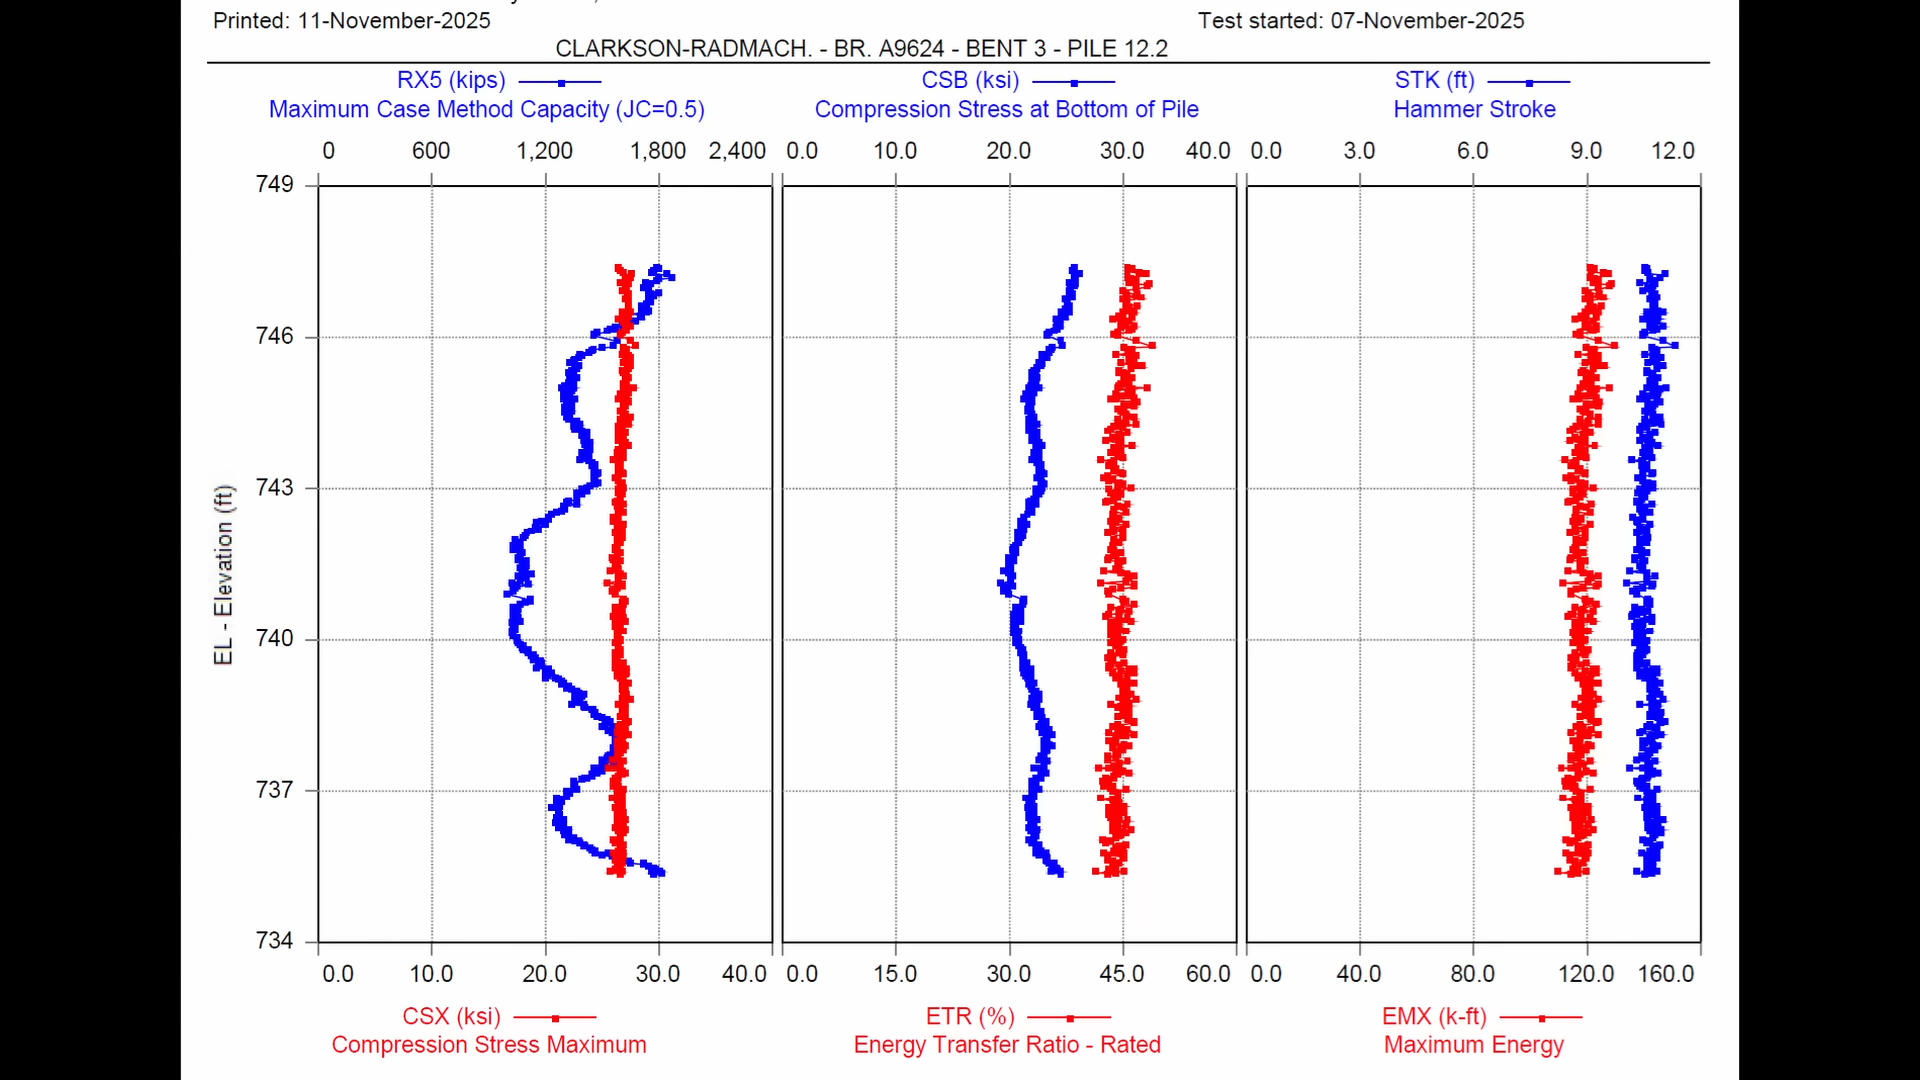 Printed: 11-November-2025 Test started: 07-November-2025
CLARKSON-RADMACH. - BR. A9624 - BENT 3 - PILE 12.2
RX5 (kips) CSB (ksi) STK (ft)
Maximum Case Method Capacity (JC=0.5) Compression Stress at Bottom of Pile Hammer Stroke
0 600 1,200 1,800 2,400 0.0 10.0 20.0 30.0 40.0 0.0 3.0 6.0 9.0 12.0
749
746
743
EL - Elevation (ft)
740
737
734
0.0 10.0 20.0 30.0 40.0 0.0 15.0 30.0 45.0 60.0 0.0 40.0 80.0 120.0 160.0
CSX (ksi) ETR (%) EMX (k-ft)
Compression Stress Maximum Energy Transfer Ratio - Rated Maximum Energy